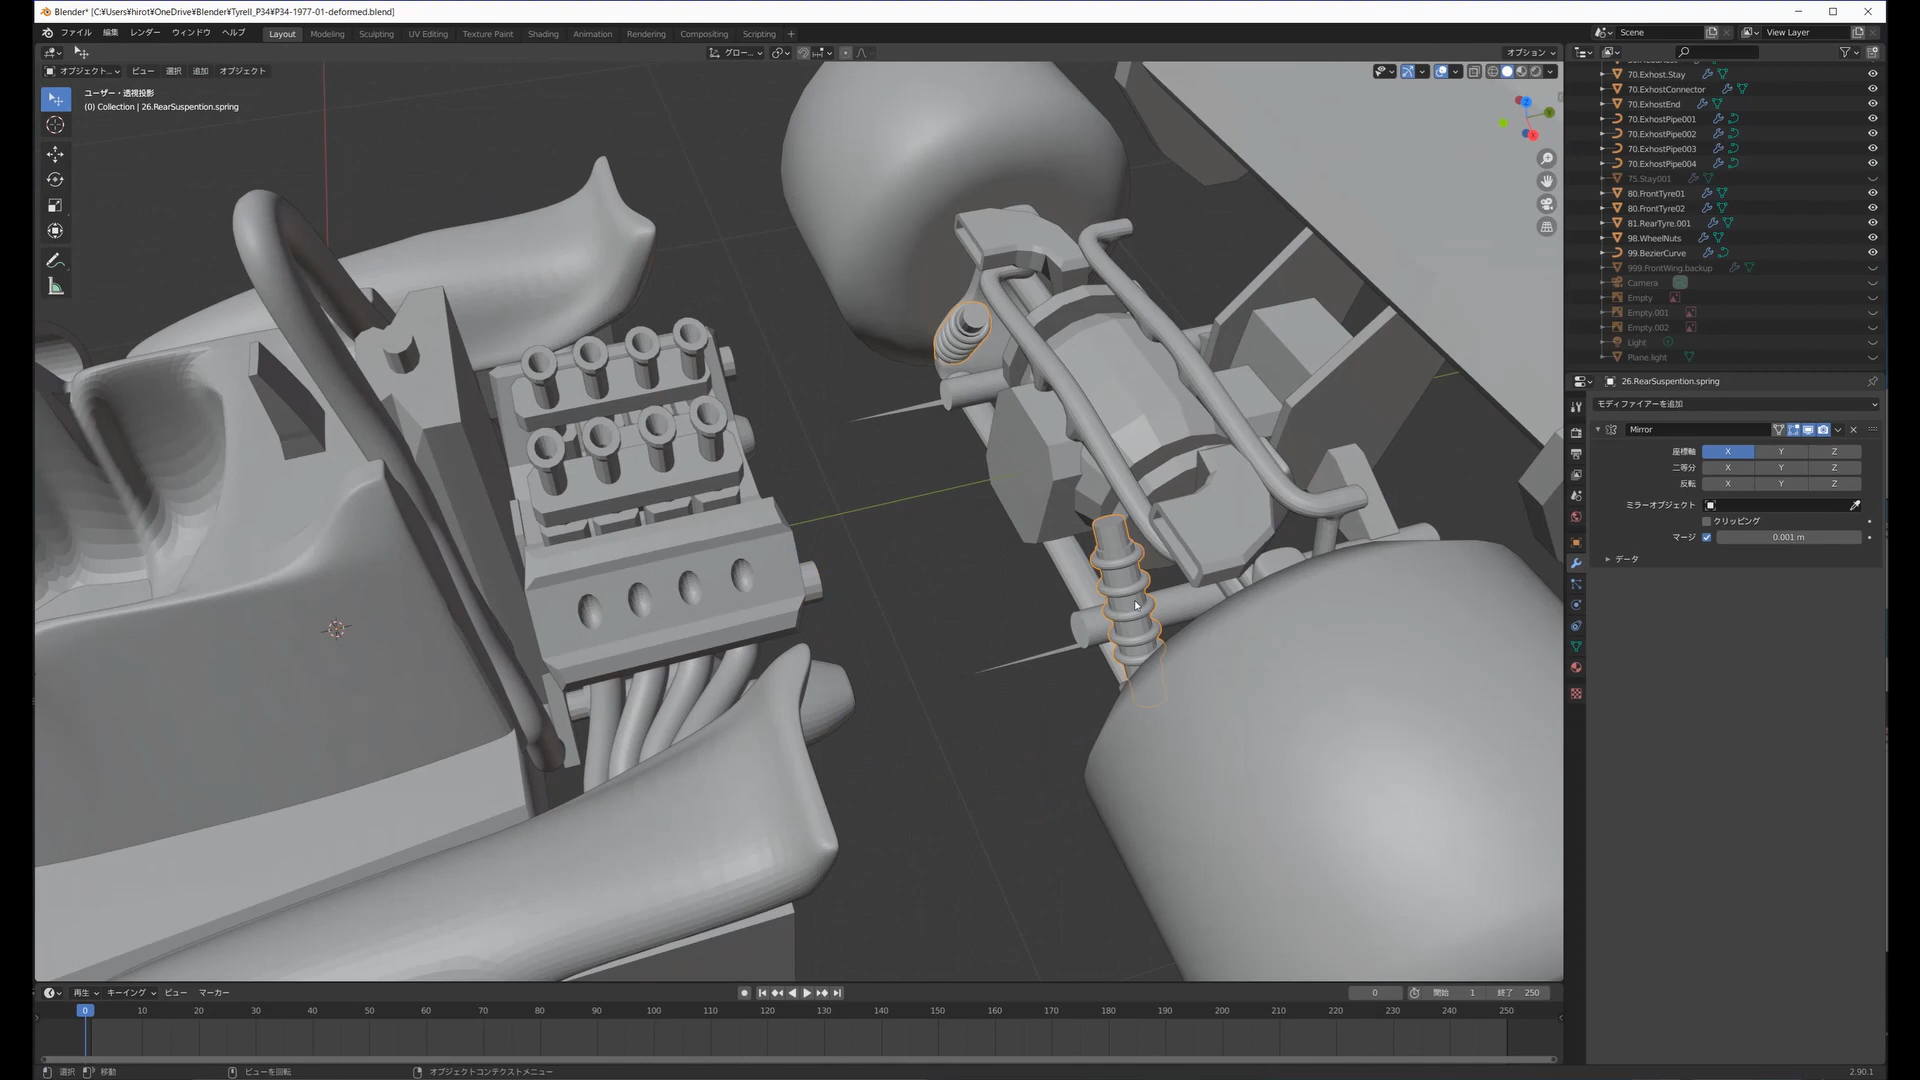 Blender* [C:¥Users¥hirot¥OneDrive¥Blender¥Tyrell_P34¥P34-1977-01-deformed.blend]
ファイル 編集 レンダー ウィンドウ ヘルプ Layout Modeling Sculpting UV Editing Texture Paint Shading Animation Rendering Compositing Scripting + Scene View Layer
グロー... オプション
オブジェクト... ビュー 選択 追加 オブジェクト
ユーザー・透視投影
(0) Collection | 26.RearSuspention.spring
70.Exhost.Stay
70.ExhostConnector
70.ExhostEnd
70.ExhostPipe001
70.ExhostPipe002
70.ExhostPipe003
70.ExhostPipe004
75.Stay001
80.FrontTyre01
80.FrontTyre02
81.RearTyre.001
98.WheelNuts
99.BezierCurve
999.FrontWing.backup
Camera
Empty
Empty.001
Empty.002
Light
Plane.light
26.RearSuspention.spring
モディファイアーを追加
Mirror
座標軸 X Y Z
二等分 X Y Z
反転 X Y Z
ミラーオブジェクト
クリッピング
マージ 0.001 m
データ
再生 キーイング ビュー マーカー 0 開始 1 終了 250
0 10 20 30 40 50 60 70 80 90 100 110 120 130 140 150 160 170 180 190 200 210 220 230 240 250
選択 移動 ビューを回転 オブジェクトコンテクストメニュー 2.90.1